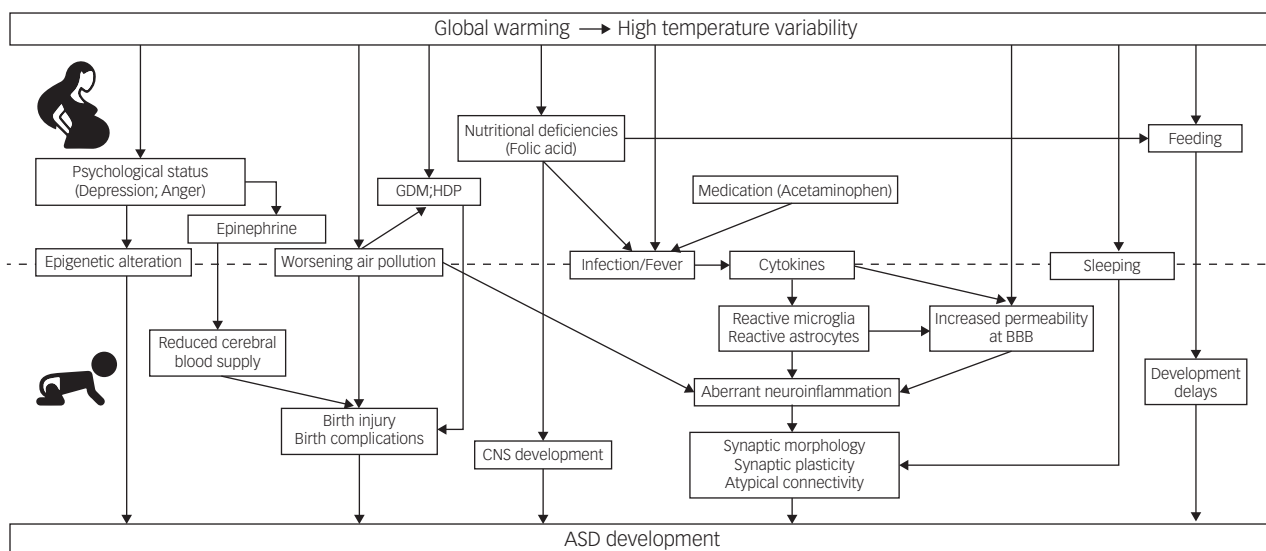 Global warming → High temperature variability
Nutritional deficiencies
(Folic acid)
Feeding
Psychological status
(Depression; Anger)
GDM;HDP
Medication (Acetaminophen)
Epinephrine
Epigenetic alteration
Worsening air pollution
Infection/Fever
Cytokines
Sleeping
Reduced cerebral
blood supply
Reactive microglia
Reactive astrocytes
Increased permeability
at BBB
Aberrant neuroinflammation
Development
delays
Birth injury
Birth complications
CNS development
Synaptic morphology
Synaptic plasticity
Atypical connectivity
ASD development